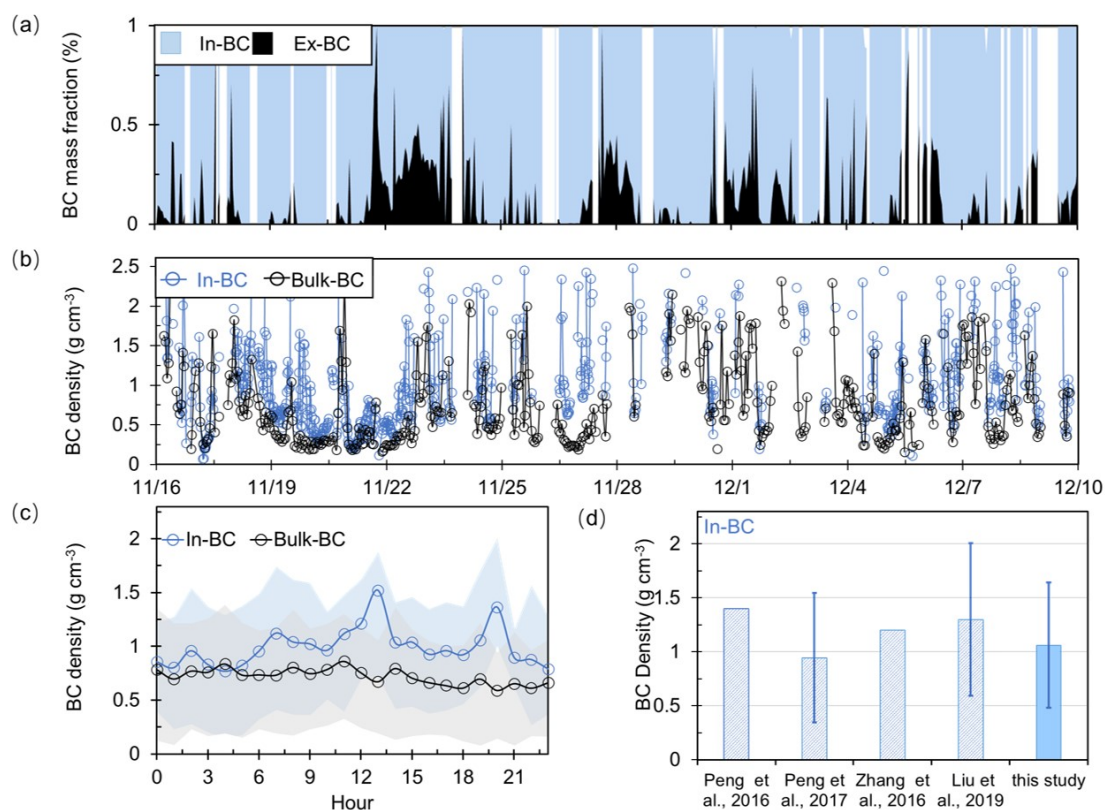 (a)
BC mass fraction (%)
1
0.5
0
In-BC Ex-BC
(b)
BC density (g cm⁻³)
2.5
2
1.5
1
0.5
0
In-BC Bulk-BC
11/16 11/19 11/22 11/25 11/28 12/1 12/4 12/7 12/10
(c)
BC density (g cm⁻³)
2
1.5
1
0.5
0
In-BC Bulk-BC
0 3 6 9 12 15 18 21
Hour
(d)
BC Density (g cm⁻³)
2
1.5
1
0.5
0
In-BC
Peng et Peng et Zhang et Liu et this study
al., 2016 al., 2017 al., 2016 al., 2019